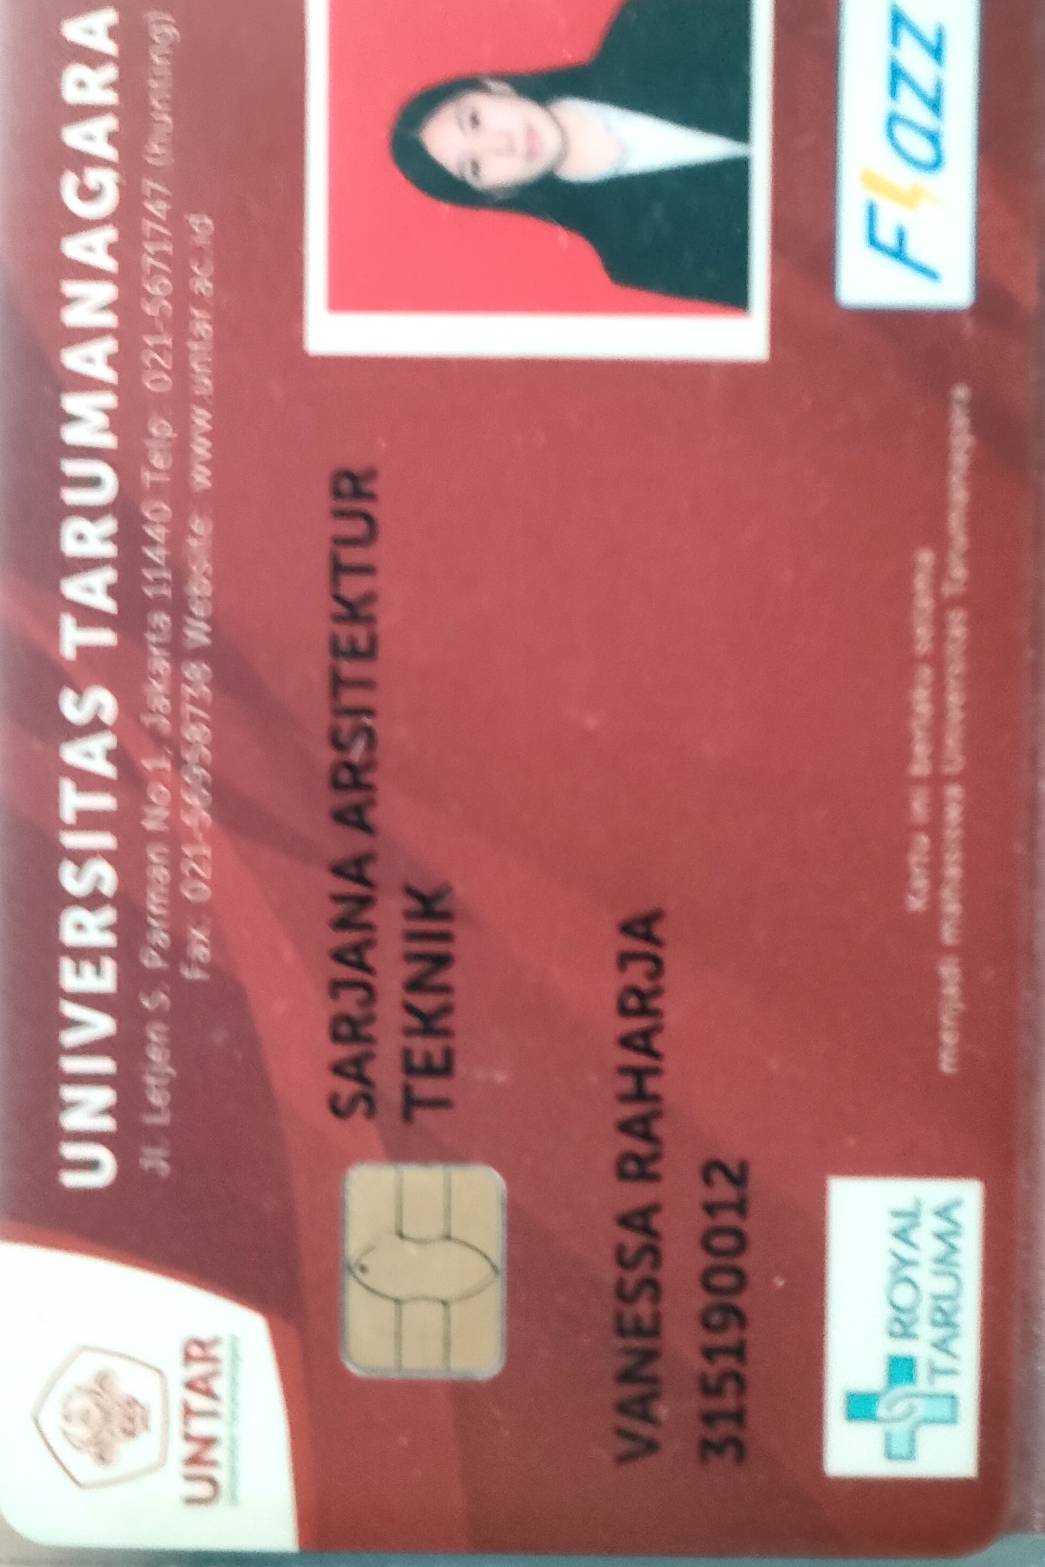 UNTAR
Universitas Tarumanagara
UNIVERSITAS TARUMANAGARA
Jl. Letjen S. Parman No 1, Jakarta 11440 Telp: 021-5671747 (hunting)
Fax: 021-56958738 Website: www.untar.ac.id
SARJANA ARSITEKTUR
TEKNIK
VANESSA RAHARJA
315190012
ROYAL
TARUMA
Kartu ini berlaku selama
menjadi mahasiswa Universitas Tarumanagara
Flazz